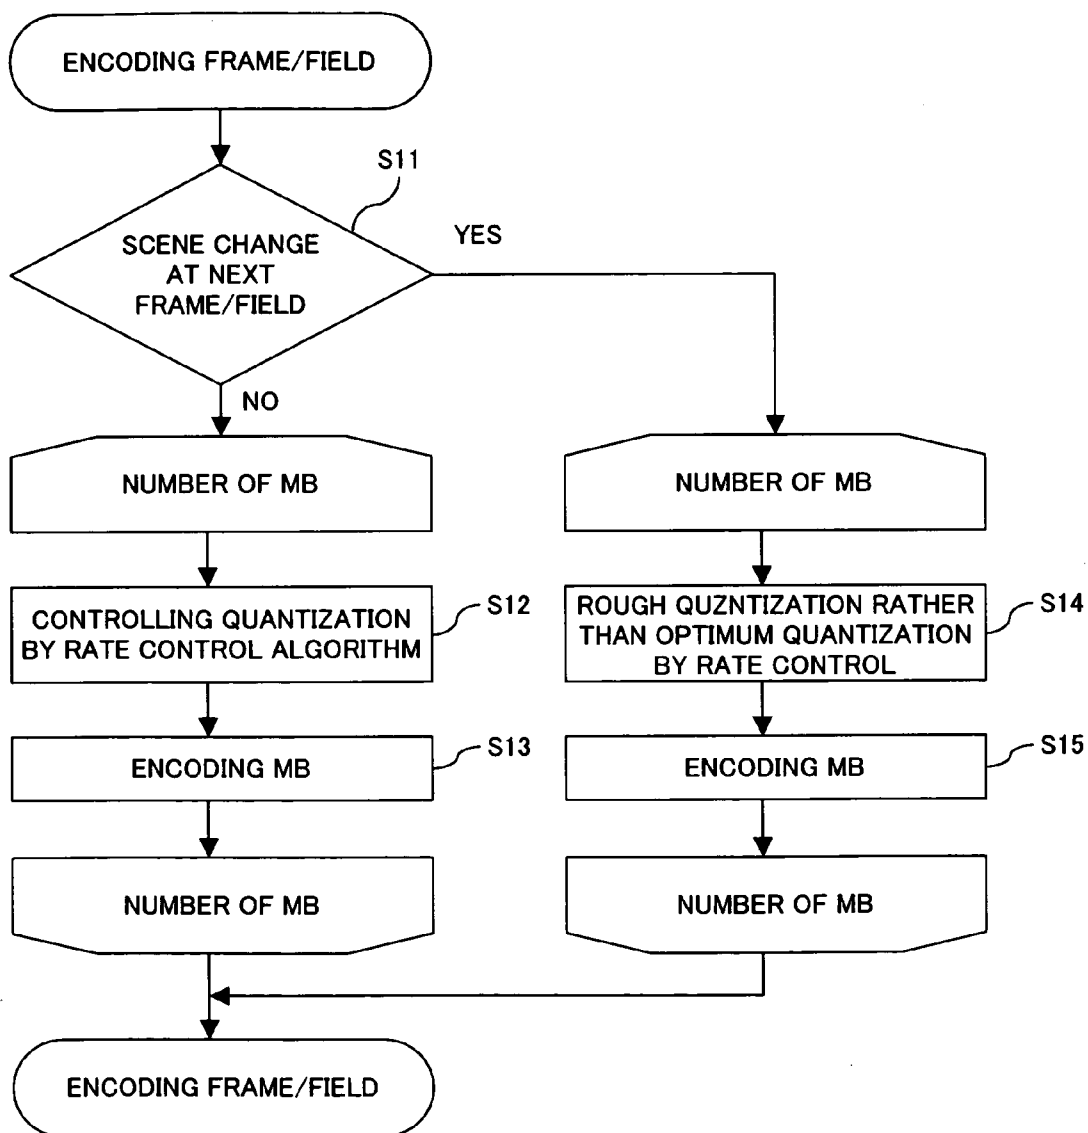 ENCODING FRAME/FIELD
S11
SCENE CHANGE
AT NEXT
FRAME/FIELD
YES
NO
NUMBER OF MB
NUMBER OF MB
CONTROLLING QUANTIZATION
BY RATE CONTROL ALGORITHM
S12
ROUGH QUZNTIZATION RATHER
THAN OPTIMUM QUANTIZATION
BY RATE CONTROL
S14
ENCODING MB
S13
ENCODING MB
S15
NUMBER OF MB
NUMBER OF MB
ENCODING FRAME/FIELD